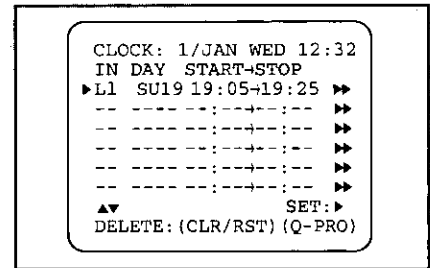 CLOCK: 1/JAN WED 12:32
IN DAY START→STOP
▶L1 SU19 19:05→19:25 ▶▶
-- ---- --:--→--:-- ▶▶
-- ---- --:--→--:-- ▶▶
-- ---- --:--→--:-- ▶▶
-- ---- --:--→--:-- ▶▶
-- ---- --:--→--:-- ▶▶
▲▼ SET:▶
DELETE:(CLR/RST)(Q-PRO)